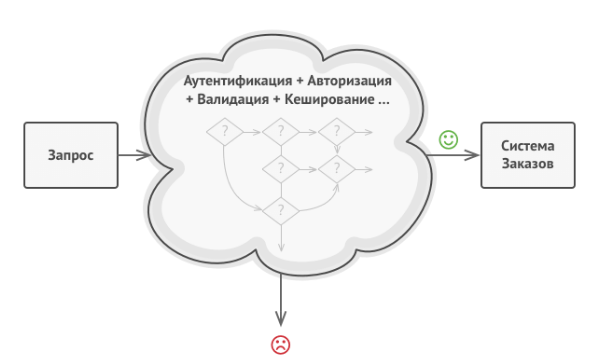 Аутентификация + Авторизация
+ Валидация + Кеширование ...
? ? ?
Запрос
? ?
Система
Заказов
?